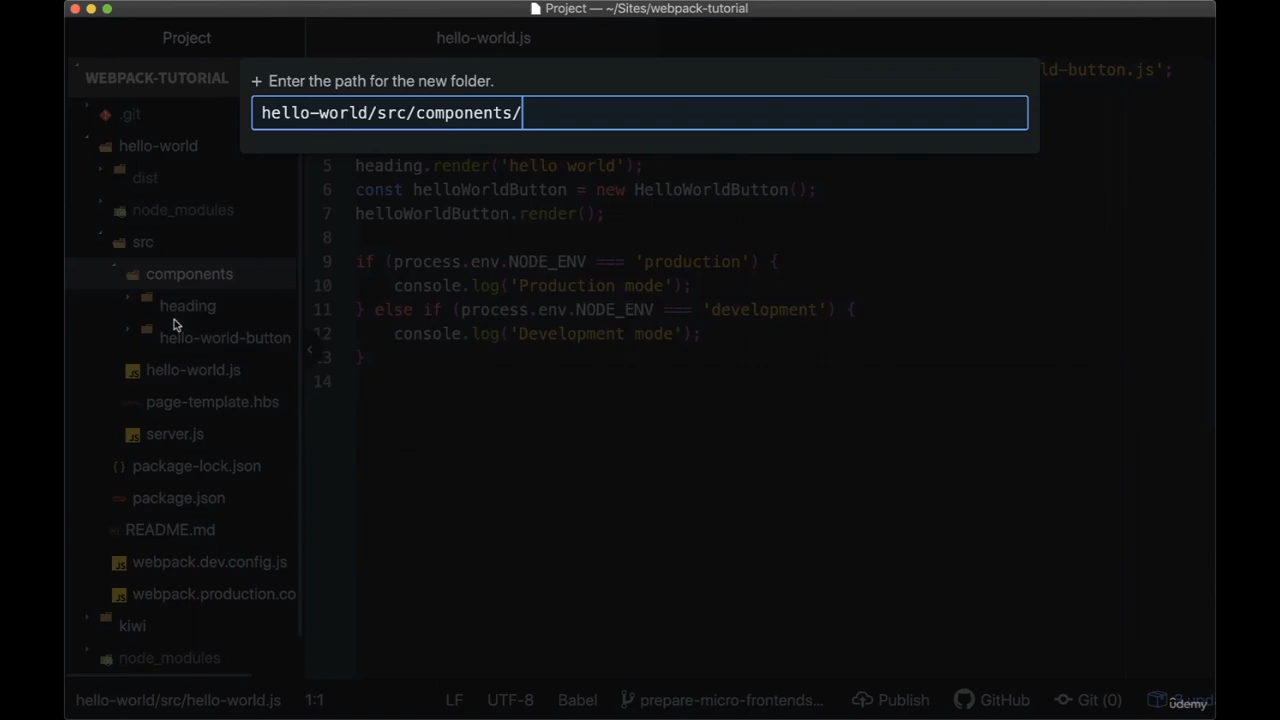 Project — ~/Sites/webpack-tutorial
Project
hello-world.js
WEBPACK-TUTORIAL
.git
hello-world
dist
node_modules
src
components
heading
hello-world-button
hello-world.js
page-template.hbs
server.js
package-lock.json
package.json
README.md
webpack.dev.config.js
webpack.production.co
kiwi
node_modules
+ Enter the path for the new folder.
hello-world/src/components/
ld-button.js';
5 heading.render('hello world');
6 const helloWorldButton = new HelloWorldButton();
7 helloWorldButton.render();
8
9 if (process.env.NODE_ENV === 'production') {
10 console.log('Production mode');
11 } else if (process.env.NODE_ENV === 'development') {
12 console.log('Development mode');
13 }
14
hello-world/src/hello-world.js 1:1 LF UTF-8 Babel prepare-micro-frontends... Publish GitHub Git (0)
ûdemy